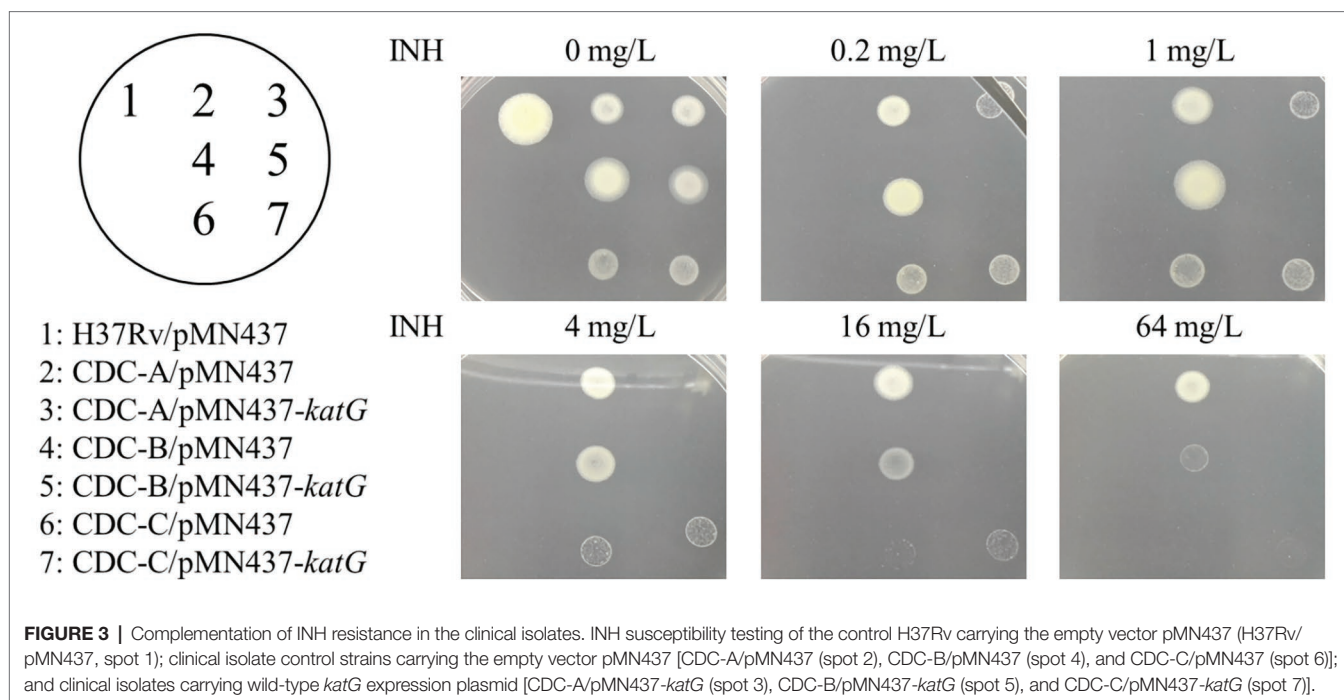 INH 0 mg/L 0.2 mg/L 1 mg/L
1 2 3
4 5
6 7
INH 4 mg/L 16 mg/L 64 mg/L
1: H37Rv/pMN437
2: CDC-A/pMN437
3: CDC-A/pMN437-katG
4: CDC-B/pMN437
5: CDC-B/pMN437-katG
6: CDC-C/pMN437
7: CDC-C/pMN437-katG
FIGURE 3 | Complementation of INH resistance in the clinical isolates. INH susceptibility testing of the control H37Rv carrying the empty vector pMN437 (H37Rv/
pMN437, spot 1); clinical isolate control strains carrying the empty vector pMN437 [CDC-A/pMN437 (spot 2), CDC-B/pMN437 (spot 4), and CDC-C/pMN437 (spot 6)];
and clinical isolates carrying wild-type katG expression plasmid [CDC-A/pMN437-katG (spot 3), CDC-B/pMN437-katG (spot 5), and CDC-C/pMN437-katG (spot 7)].